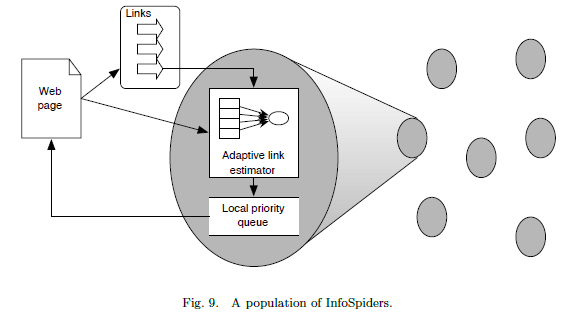 Links
Web
page
Adaptive link
estimator
Local priority
queue
Fig. 9. A population of InfoSpiders.